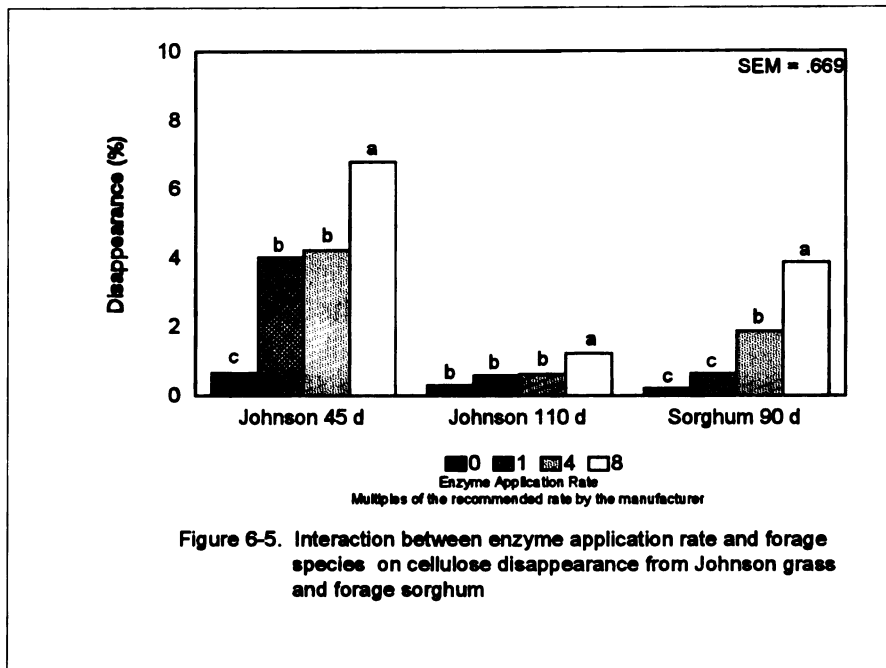 10
SEM = .669
8
6
4
2
0
Disappearance (%)
c
b
b
a
b
b
b
a
c
c
b
a
Johnson 45 d
Johnson 110 d
Sorghum 90 d
0 1 4 8
Enzyme Application Rate
Multiples of the recommended rate by the manufacturer
Figure 6-5. Interaction between enzyme application rate and forage
species on cellulose disappearance from Johnson grass
and forage sorghum